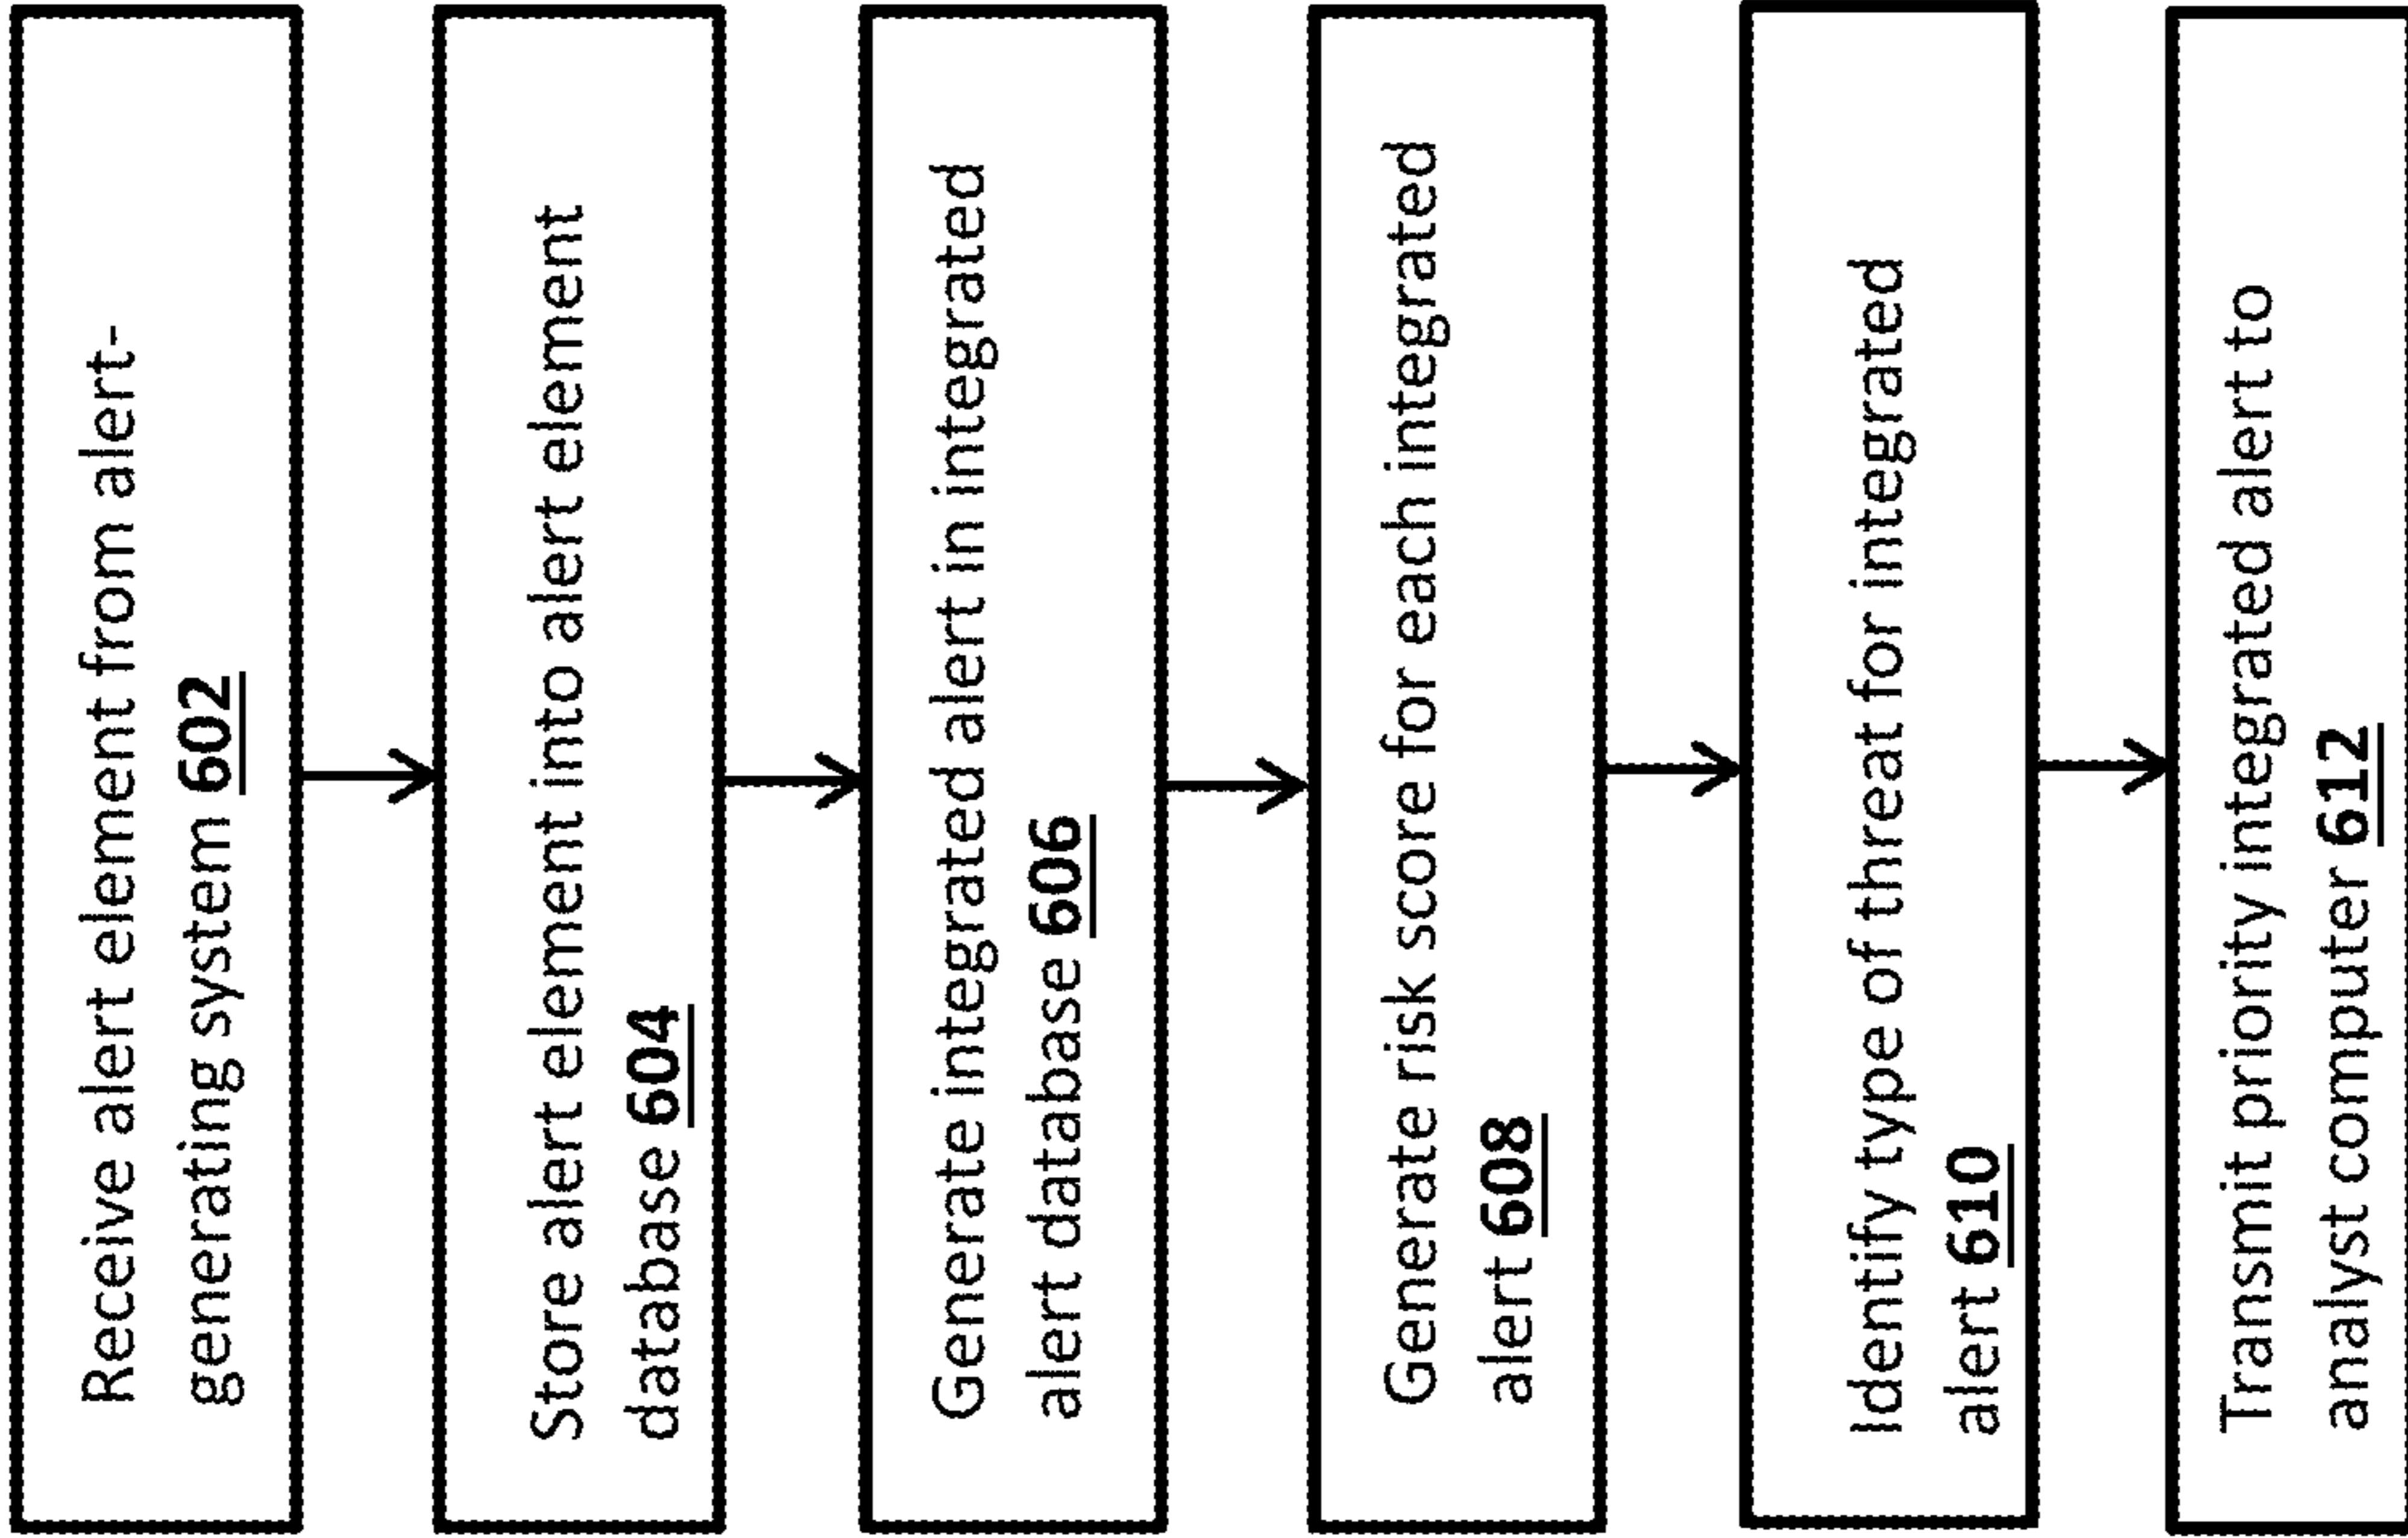 Receive alert element from alert-
generating system 602
Store alert element into alert element
database 604
Generate integrated alert in integrated
alert database 606
Generate risk score for each integrated
alert 608
Identify type of threat for integrated
alert 610
Transmit priority integrated alert to
analyst computer 612